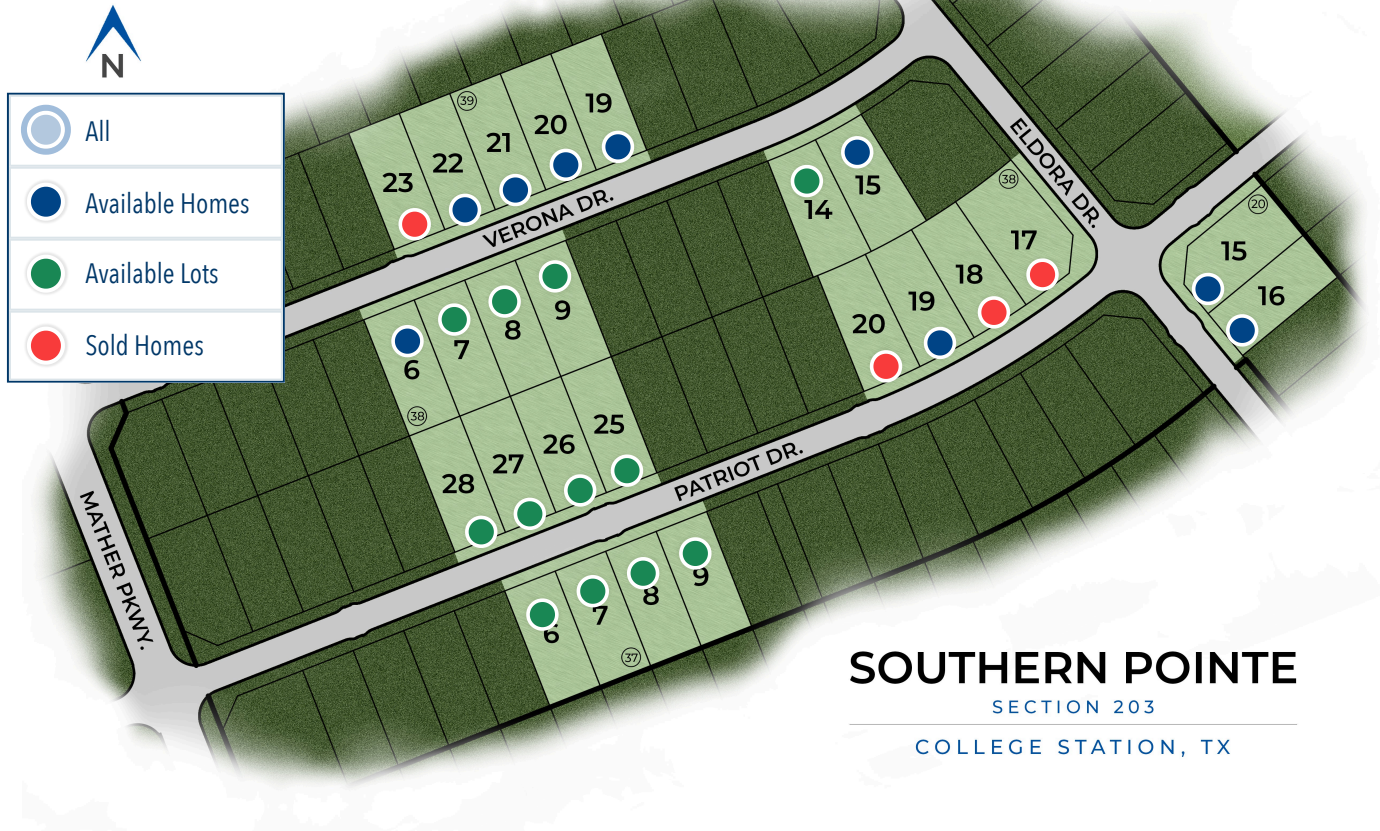 N
All
Available Homes
Available Lots
Sold Homes
39
19
20
21
22
23
VERONA DR.
ELDORA DR.
38
14
15
17
18
19
20
20
15
16
6
7
8
9
38
25
26
27
28
PATRIOT DR.
MATHER PKWY.
6
7
8
9
37
SOUTHERN POINTE
SECTION 203
COLLEGE STATION, TX